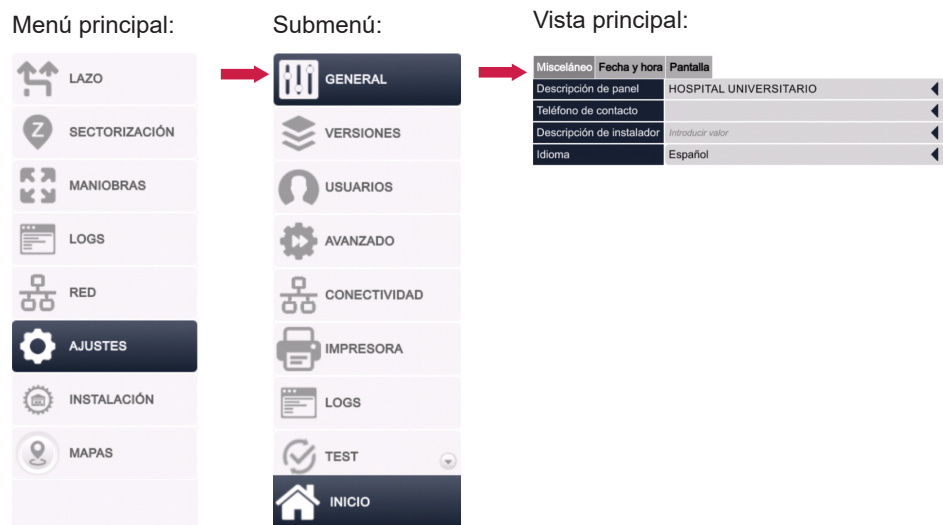 Menú principal:
LAZO
SECTORIZACIÓN
MANIOBRAS
LOGS
RED
AJUSTES
INSTALACIÓN
MAPAS
Submenú:
GENERAL
VERSIONES
USUARIOS
AVANZADO
CONECTIVIDAD
IMPRESORA
LOGS
TEST
INICIO
Vista principal:
Misceláneo Fecha y hora Pantalla
Descripción de panel HOSPITAL UNIVERSITARIO
Teléfono de contacto
Descripción de instalador Introducir valor
Idioma Español